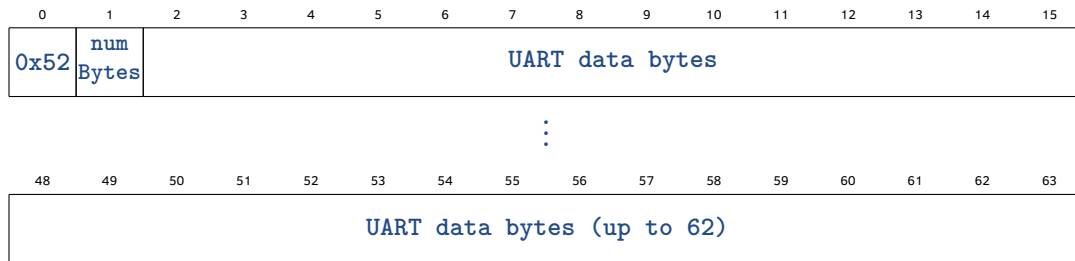 0 1 2 3 4 5 6 7 8 9 10 11 12 13 14 15
0x52 num Bytes UART data bytes
48 49 50 51 52 53 54 55 56 57 58 59 60 61 62 63
UART data bytes (up to 62)